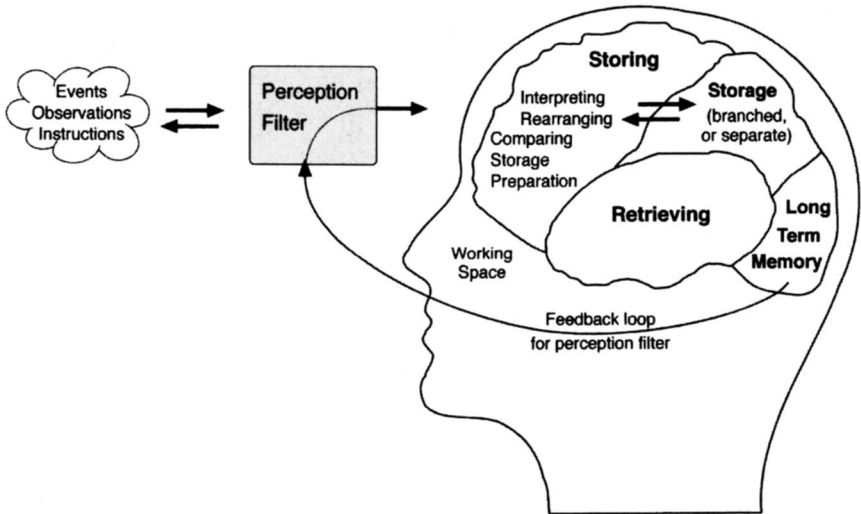 Events
Observations
Instructions
Perception
Filter
Storing
Interpreting
Rearranging
Comparing
Storage
Preparation
Storage
(branched,
or separate)
Retrieving
Long
Term
Memory
Working
Space
Feedback loop
for perception filter